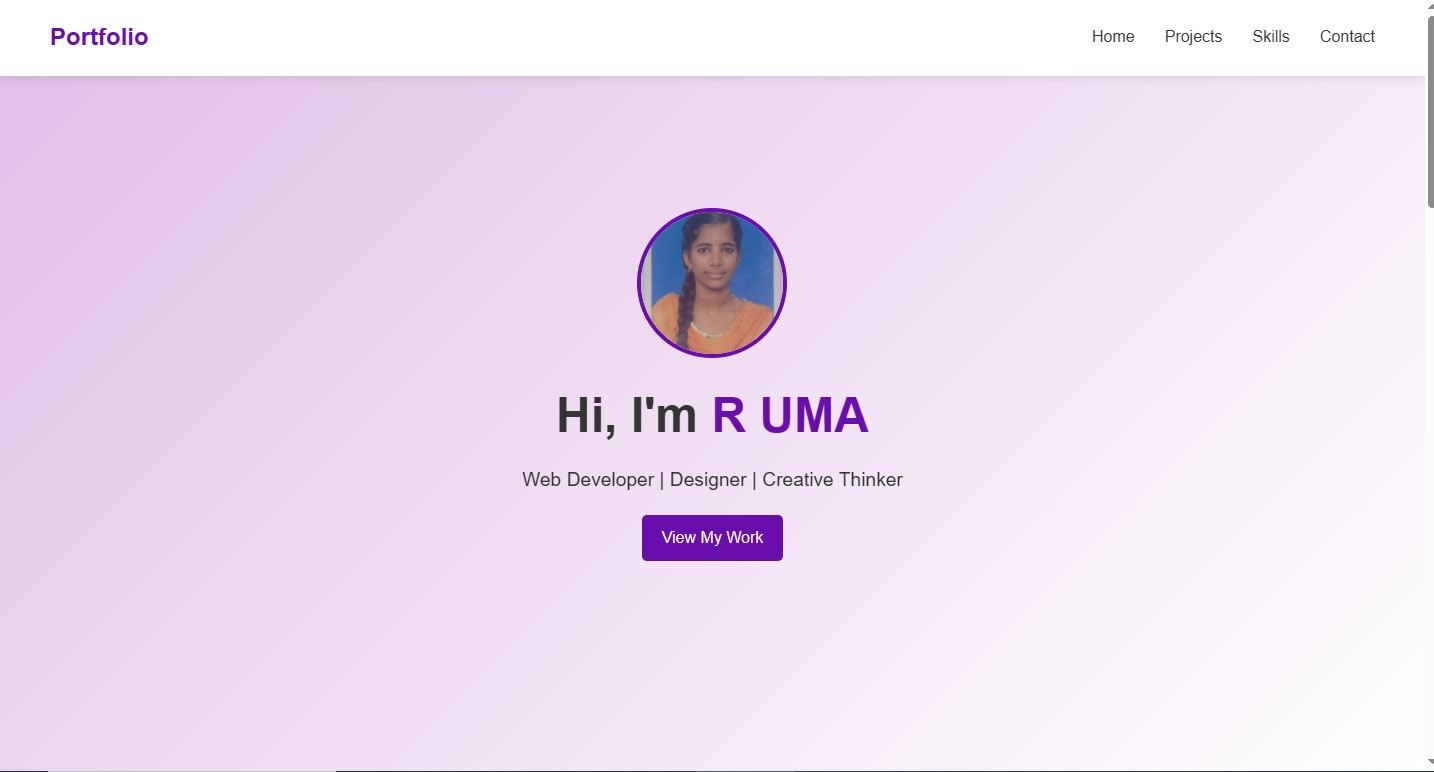 Portfolio
Home Projects Skills Contact
Hi, I'm R UMA
Web Developer | Designer | Creative Thinker
View My Work